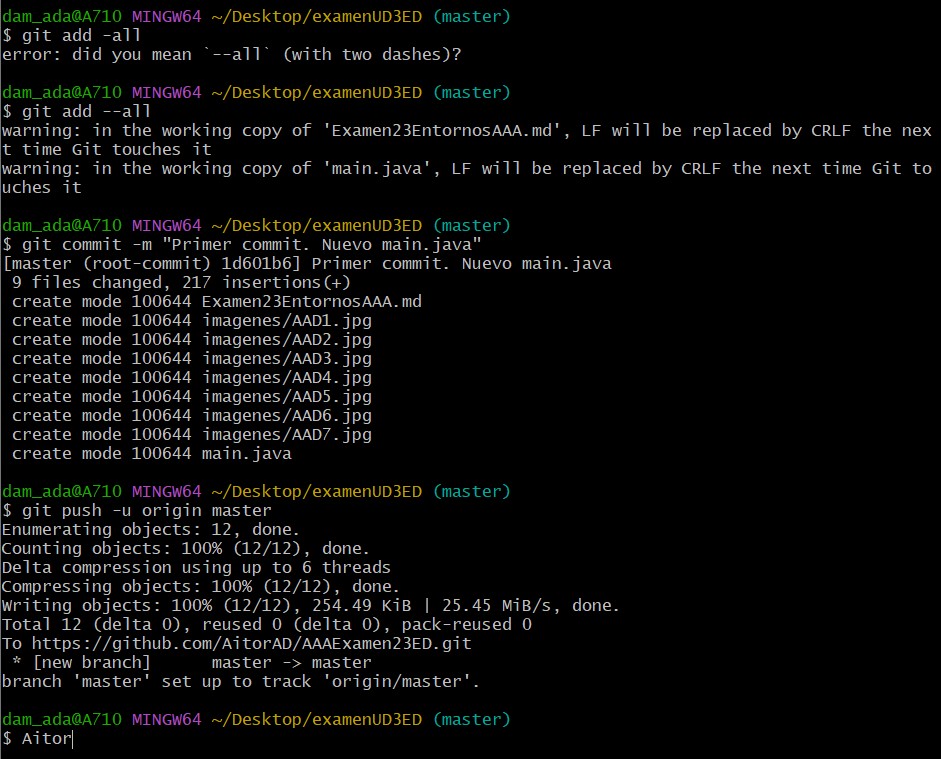 dam_ada@A710 MINGW64 ~/Desktop/examenUD3ED (master)
$ git add -all
error: did you mean `--all` (with two dashes)?

dam_ada@A710 MINGW64 ~/Desktop/examenUD3ED (master)
$ git add --all
warning: in the working copy of 'Examen23EntornosAAA.md', LF will be replaced by CRLF the nex
t time Git touches it
warning: in the working copy of 'main.java', LF will be replaced by CRLF the next time Git to
uches it

dam_ada@A710 MINGW64 ~/Desktop/examenUD3ED (master)
$ git commit -m "Primer commit. Nuevo main.java"
[master (root-commit) 1d601b6] Primer commit. Nuevo main.java
 9 files changed, 217 insertions(+)
 create mode 100644 Examen23EntornosAAA.md
 create mode 100644 imagenes/AAD1.jpg
 create mode 100644 imagenes/AAD2.jpg
 create mode 100644 imagenes/AAD3.jpg
 create mode 100644 imagenes/AAD4.jpg
 create mode 100644 imagenes/AAD5.jpg
 create mode 100644 imagenes/AAD6.jpg
 create mode 100644 imagenes/AAD7.jpg
 create mode 100644 main.java

dam_ada@A710 MINGW64 ~/Desktop/examenUD3ED (master)
$ git push -u origin master
Enumerating objects: 12, done.
Counting objects: 100% (12/12), done.
Delta compression using up to 6 threads
Compressing objects: 100% (12/12), done.
Writing objects: 100% (12/12), 254.49 KiB | 25.45 MiB/s, done.
Total 12 (delta 0), reused 0 (delta 0), pack-reused 0
To https://github.com/AitorAD/AAAExamen23ED.git
 * [new branch]      master -> master
branch 'master' set up to track 'origin/master'.

dam_ada@A710 MINGW64 ~/Desktop/examenUD3ED (master)
$ Aitor